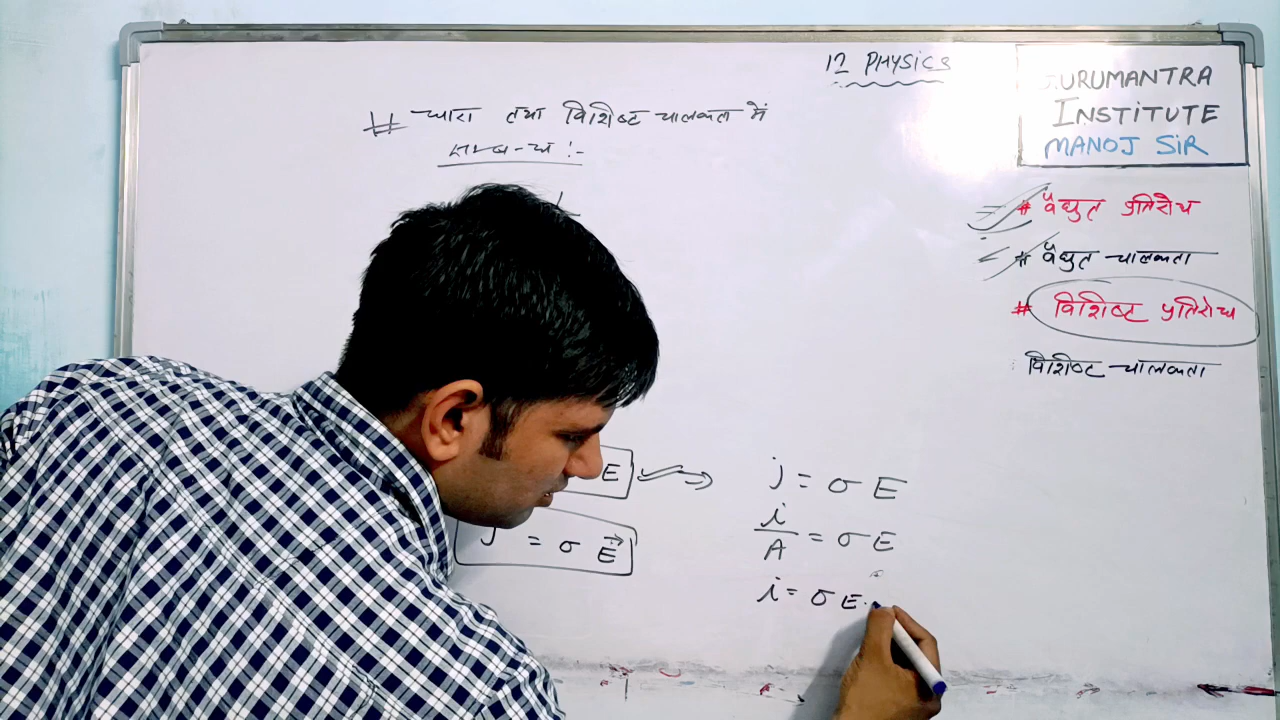 12 PHYSICS
URUMANTRA
INSTITUTE
MANOJ SIR
# धारा तथा विशिष्ट चालकता में
सम्बन्ध :-
# वैद्युत प्रतिरोध
# वैद्युत चालकता
# विशिष्ट प्रतिरोध
विशिष्ट चालकता
E
= σ E⃗
j = σ E
i/A = σ E
i = σ E.